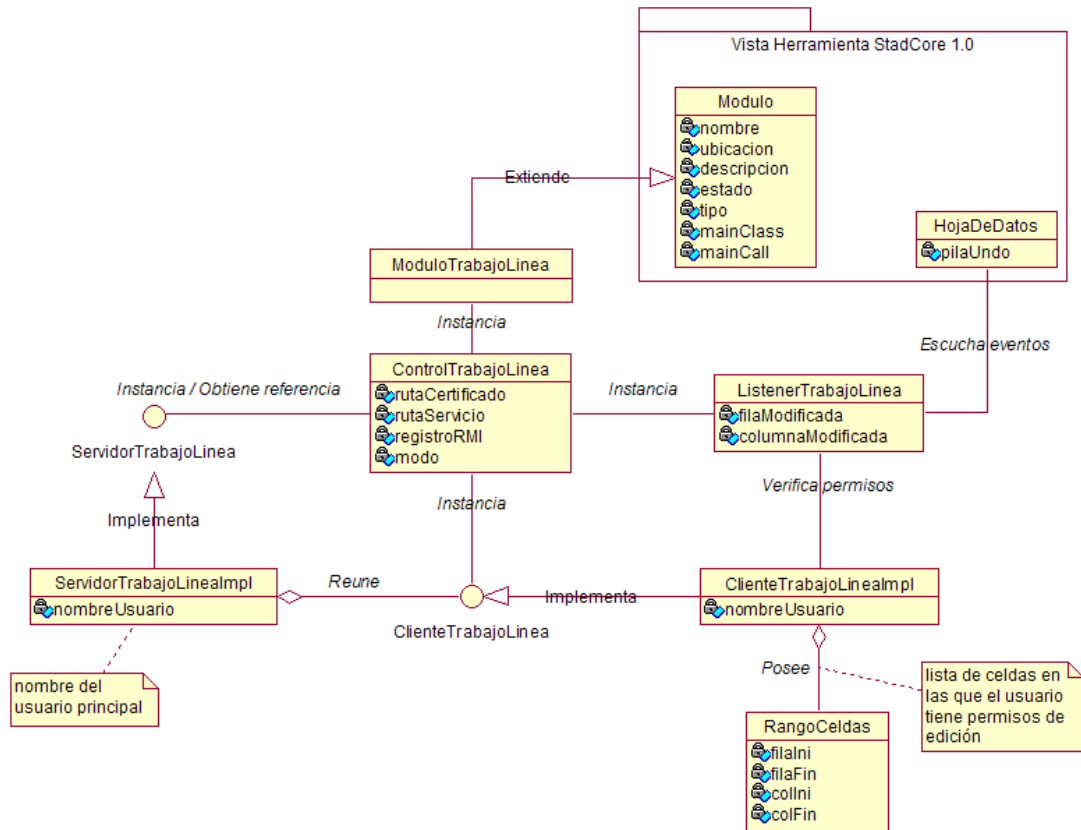 Vista Herramienta StadCore 1.0
Modulo
nombre
ubicacion
descripcion
estado
tipo
mainClass
mainCall
HojaDeDatos
pilaUndo
Extiende
ModuloTrabajoLinea
Instancia
Escucha eventos
ControlTrabajoLinea
rutaCertificado
rutaServicio
registroRMI
modo
Instancia / Obtiene referencia
ServidorTrabajoLinea
Instancia
ListenerTrabajoLinea
filaModificada
columnaModificada
Instancia
Verifica permisos
Implementa
ServidorTrabajoLineaImpl
nombreUsuario
Reune
ClienteTrabajoLinea
Implementa
ClienteTrabajoLineaImpl
nombreUsuario
nombre del
usuario principal
Posee
lista de celdas en
las que el usuario
tiene permisos de
edición
RangoCeldas
filaIni
filaFin
colIni
colFin